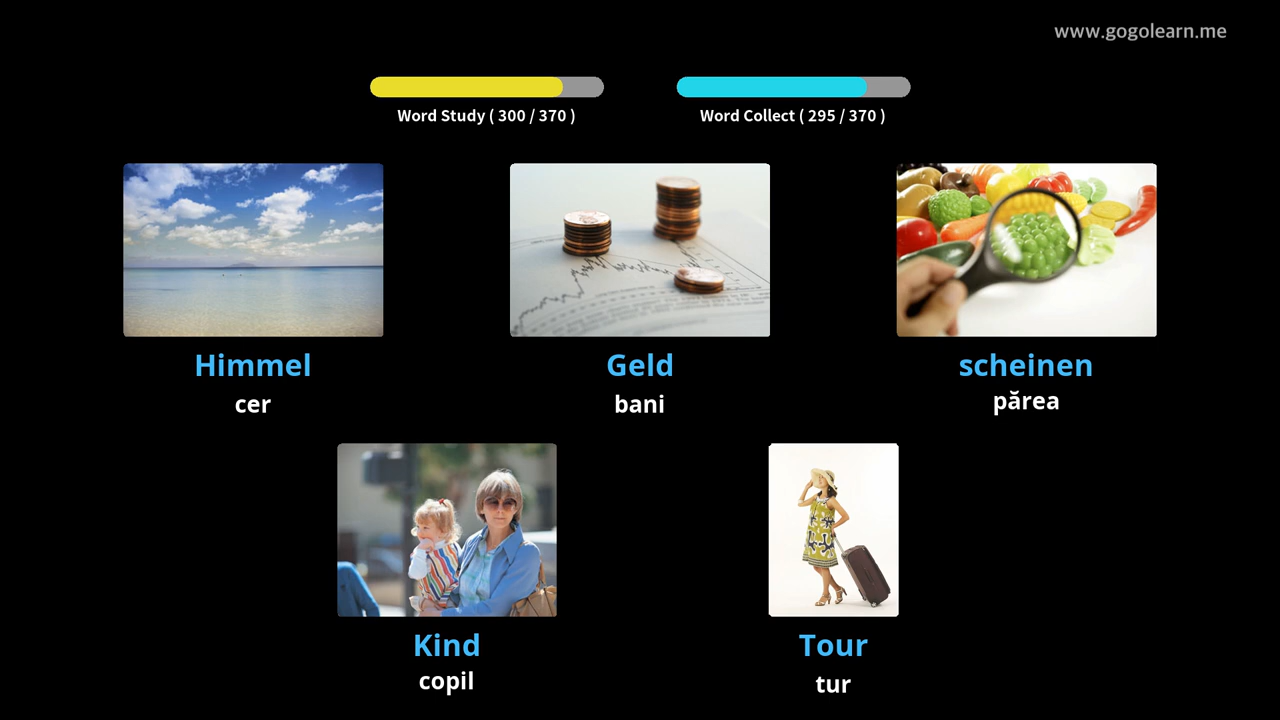 www.gogolearn.me
Word Study ( 300 / 370 )
Word Collect ( 295 / 370 )
Himmel
cer
Geld
bani
scheinen
părea
Kind
copil
Tour
tur